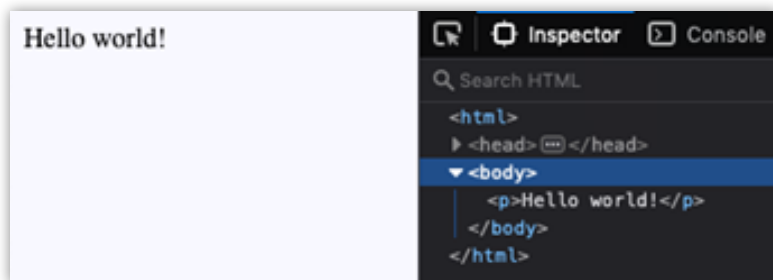 Hello world!
Inspector Console
Search HTML
<html>
<head>···</head>
<body>
<p>Hello world!</p>
</body>
</html>